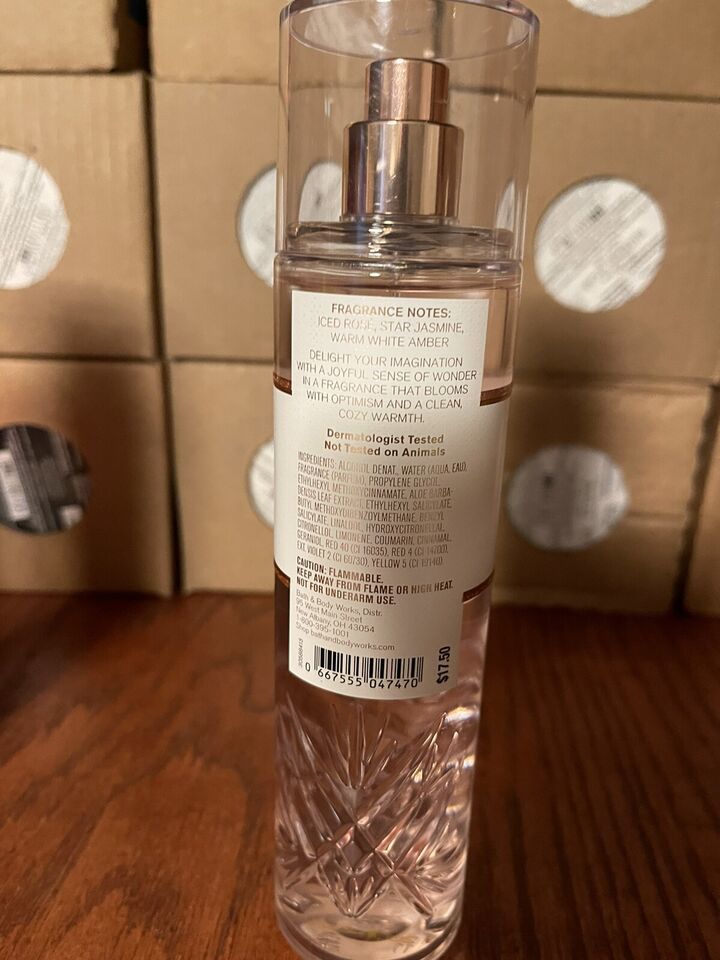 FRAGRANCE NOTES:
ICED ROSE, STAR JASMINE,
WARM WHITE AMBER
DELIGHT YOUR IMAGINATION
WITH A JOYFUL SENSE OF WONDER
IN A FRAGRANCE THAT BLOOMS
WITH OPTIMISM AND A CLEAN,
COZY WARMTH.
Dermatologist Tested
Not Tested on Animals
INGREDIENTS: ALCOHOL DENAT., WATER (AQUA, EAU),
FRAGRANCE (PARFUM), PROPYLENE GLYCOL,
ETHYLHEXYL METHOXYCINNAMATE, ALOE BARBA-
DENSIS LEAF EXTRACT, ETHYLHEXYL SALICYLATE,
BUTYL METHOXYDIBENZOYLMETHANE, BENZYL
SALICYLATE, LINALOOL, HYDROXYCITRONELLAL,
CITRONELLOL, LIMONENE, COUMARIN, CINNAMAL,
GERANIOL, RED 40 (CI 16035), RED 4 (CI 14700),
EXT. VIOLET 2 (CI 60730), YELLOW 5 (CI 19140).
CAUTION: FLAMMABLE.
KEEP AWAY FROM FLAME OR HIGH HEAT.
NOT FOR UNDERARM USE.
Bath & Body Works, Distr.
95 West Main Street
New Albany, OH 43054
1-800-395-1001
Shop bathandbodyworks.com
0 667555 047470
$17.50